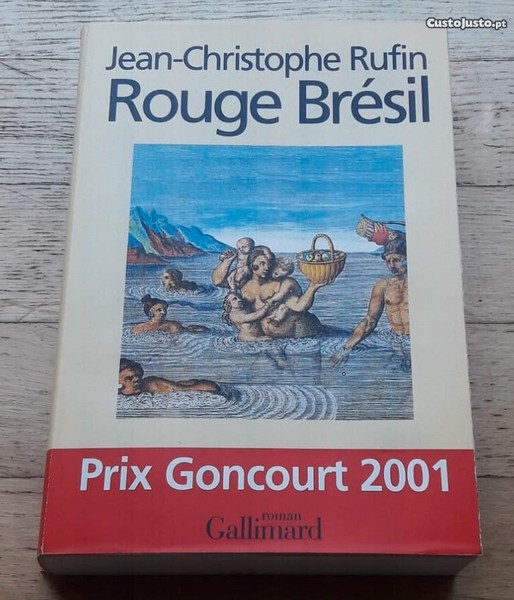 CustoJusto.pt
Jean-Christophe Rufin
Rouge Brésil
Prix Goncourt 2001
roman
Gallimard